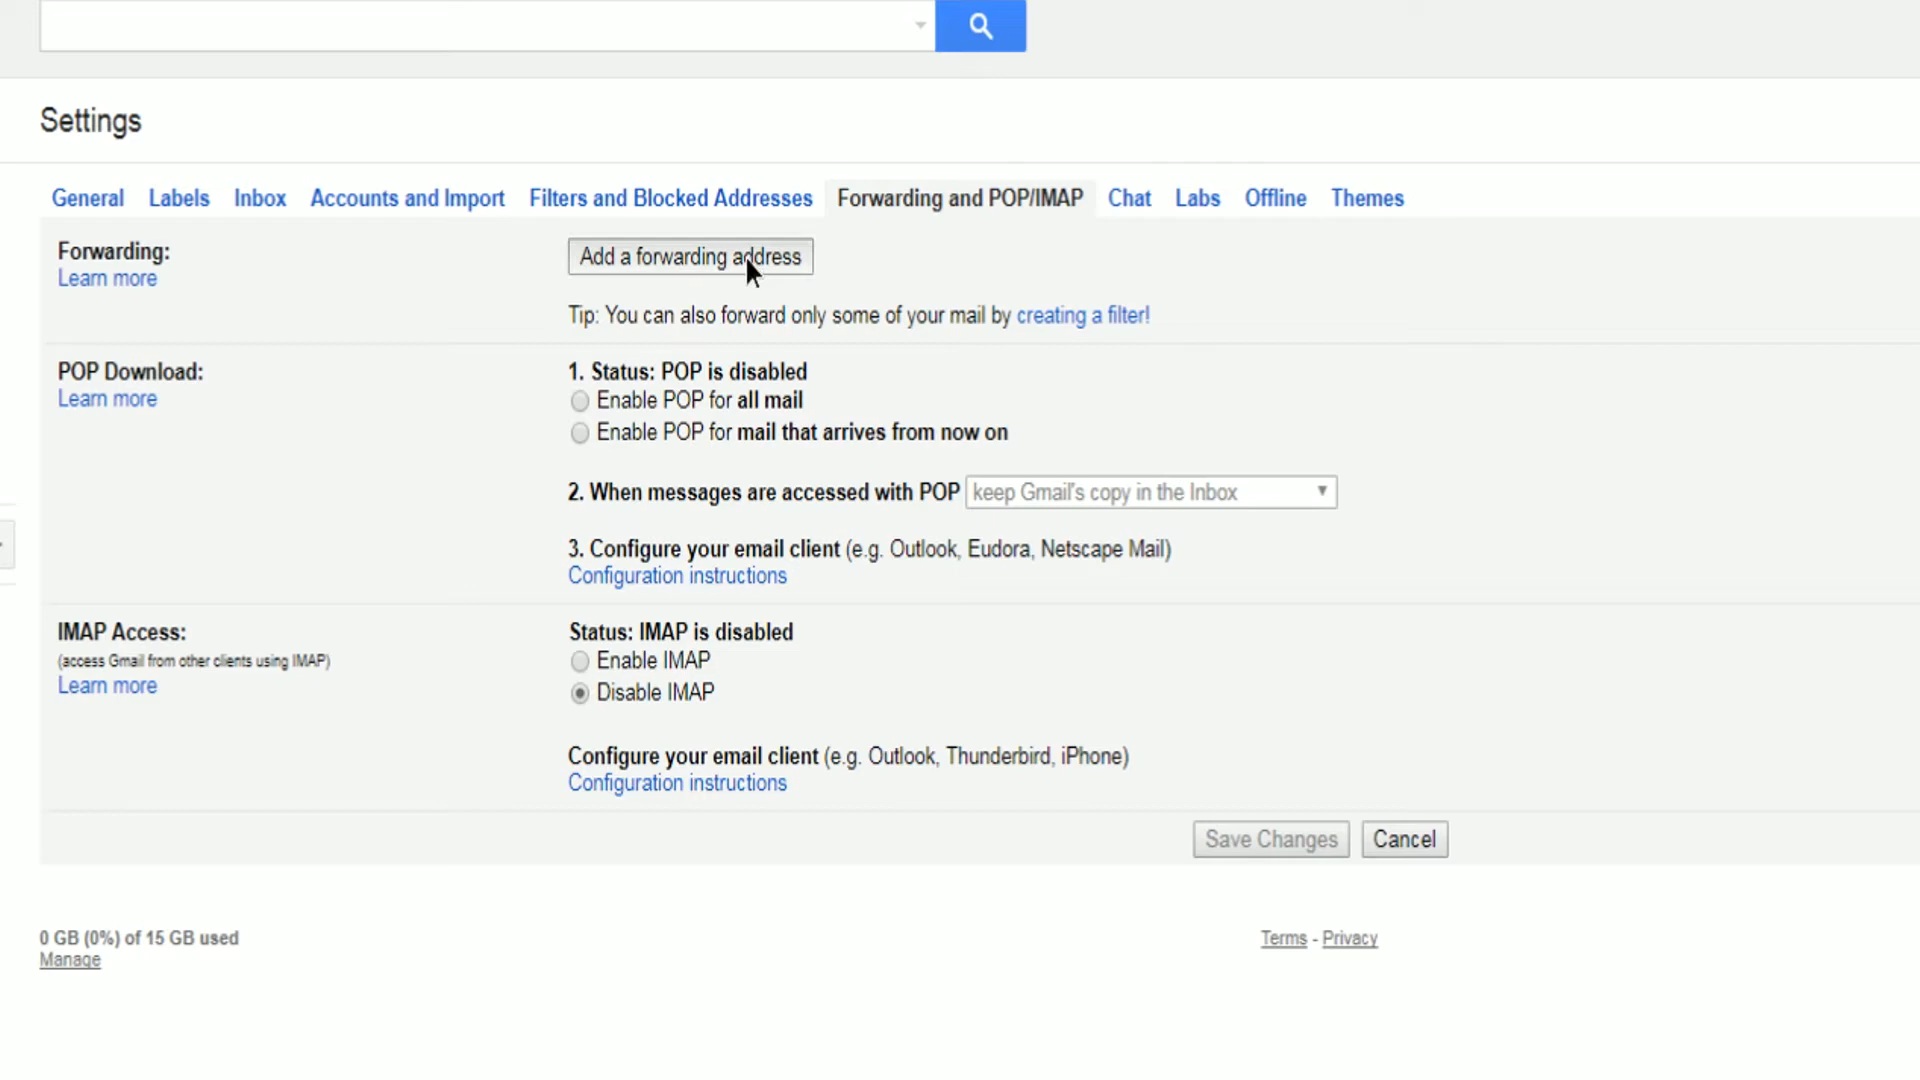 Settings
General Labels Inbox Accounts and Import Filters and Blocked Addresses Forwarding and POP/IMAP Chat Labs Offline Themes
Forwarding:
Learn more
Add a forwarding address
Tip: You can also forward only some of your mail by creating a filter!
POP Download:
Learn more
1. Status: POP is disabled
Enable POP for all mail
Enable POP for mail that arrives from now on
2. When messages are accessed with POP keep Gmail's copy in the Inbox
3. Configure your email client (e.g. Outlook, Eudora, Netscape Mail)
Configuration instructions
IMAP Access:
(access Gmail from other clients using IMAP)
Learn more
Status: IMAP is disabled
Enable IMAP
Disable IMAP
Configure your email client (e.g. Outlook, Thunderbird, iPhone)
Configuration instructions
Save Changes Cancel
0 GB (0%) of 15 GB used
Manage
Terms - Privacy